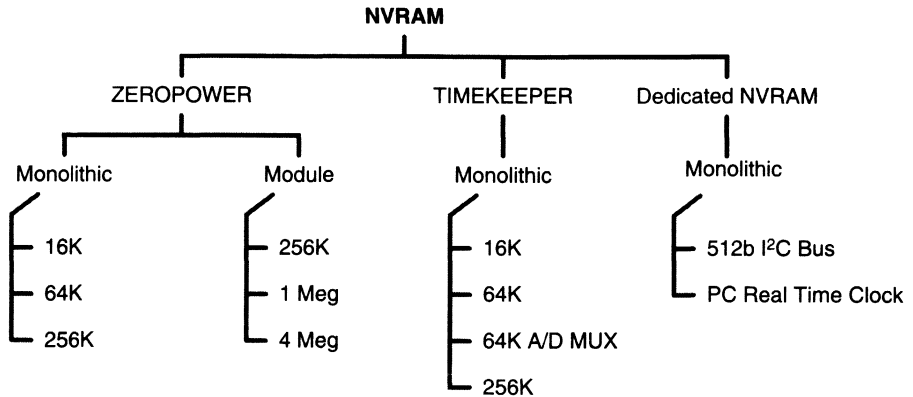 NVRAM
ZEROPOWER
TIMEKEEPER
Dedicated NVRAM
Monolithic
Module
Monolithic
Monolithic
16K
64K
256K
256K
1 Meg
4 Meg
16K
64K
64K A/D MUX
256K
512b I²C Bus
PC Real Time Clock